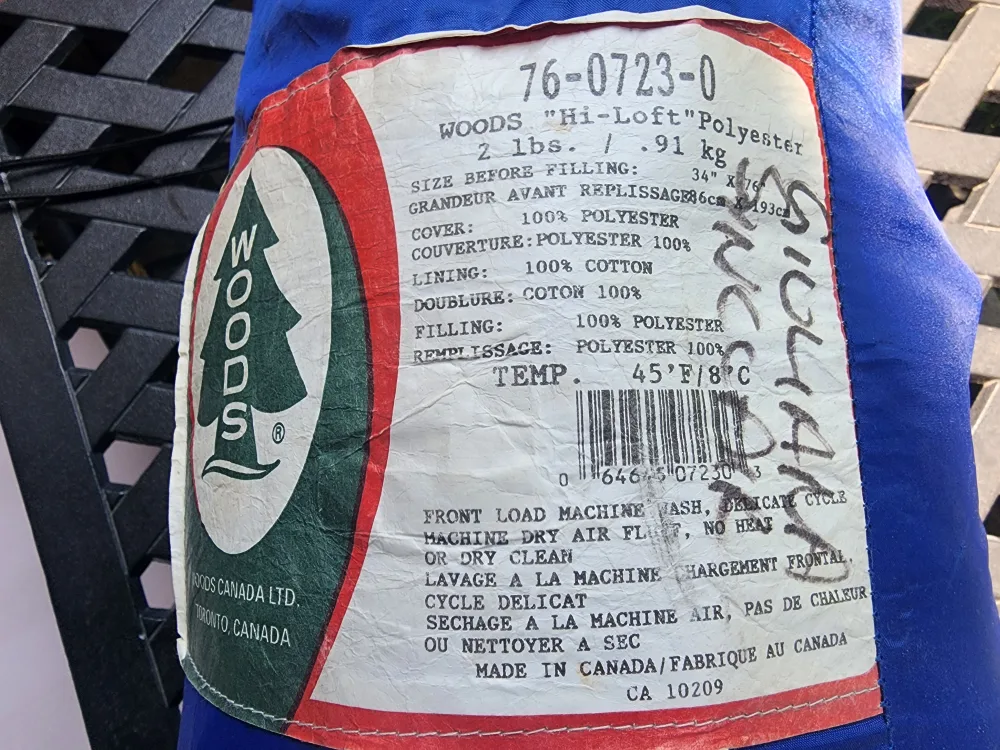 76-0723-0
WOODS "Hi-Loft" Polyester
2 lbs. / .91 kg
SIZE BEFORE FILLING: 34" X 76"
GRANDEUR AVANT REPLISSAGE 86cm X 193cm
COVER: 100% POLYESTER
COUVERTURE: POLYESTER 100%
LINING: 100% COTTON
DOUBLURE: COTON 100%
FILLING: 100% POLYESTER
REMPLISSAGE: POLYESTER 100%
TEMP. 45°F/8°C
0 64645 07230 3
FRONT LOAD MACHINE WASH, DELICATE CYCLE
MACHINE DRY AIR FLUFF, NO HEAT
OR DRY CLEAN
LAVAGE A LA MACHINE CHARGEMENT FRONTAL,
CYCLE DELICAT
SECHAGE A LA MACHINE AIR, PAS DE CHALEUR
OU NETTOYER A SEC
MADE IN CANADA/FABRIQUE AU CANADA
CA 10209
WOODS
®
WOODS CANADA LTD.
TORONTO, CANADA